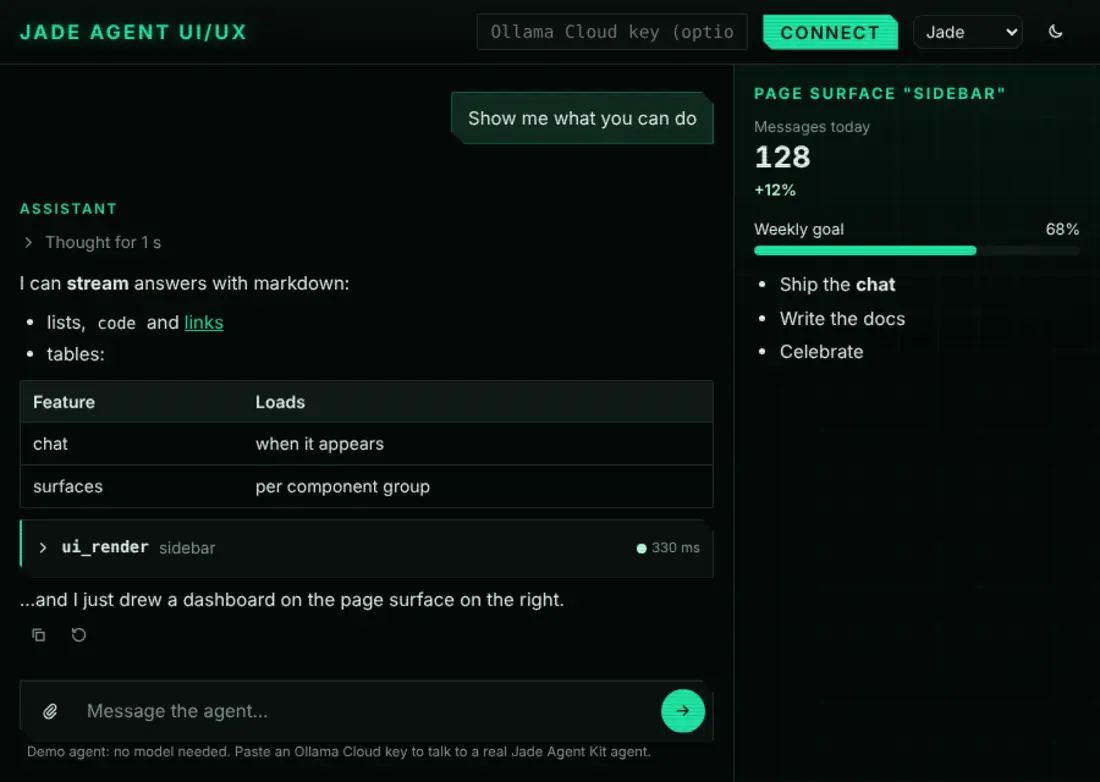 JADE AGENT UI/UX
Ollama Cloud key (optio
CONNECT
Jade
Show me what you can do
ASSISTANT
Thought for 1 s
I can stream answers with markdown:
• lists, code and links
• tables:
Feature Loads
chat when it appears
surfaces per component group
ui_render sidebar 330 ms
...and I just drew a dashboard on the page surface on the right.
Message the agent...
Demo agent: no model needed. Paste an Ollama Cloud key to talk to a real Jade Agent Kit agent.
PAGE SURFACE "SIDEBAR"
Messages today
128
+12%
Weekly goal 68%
• Ship the chat
• Write the docs
• Celebrate